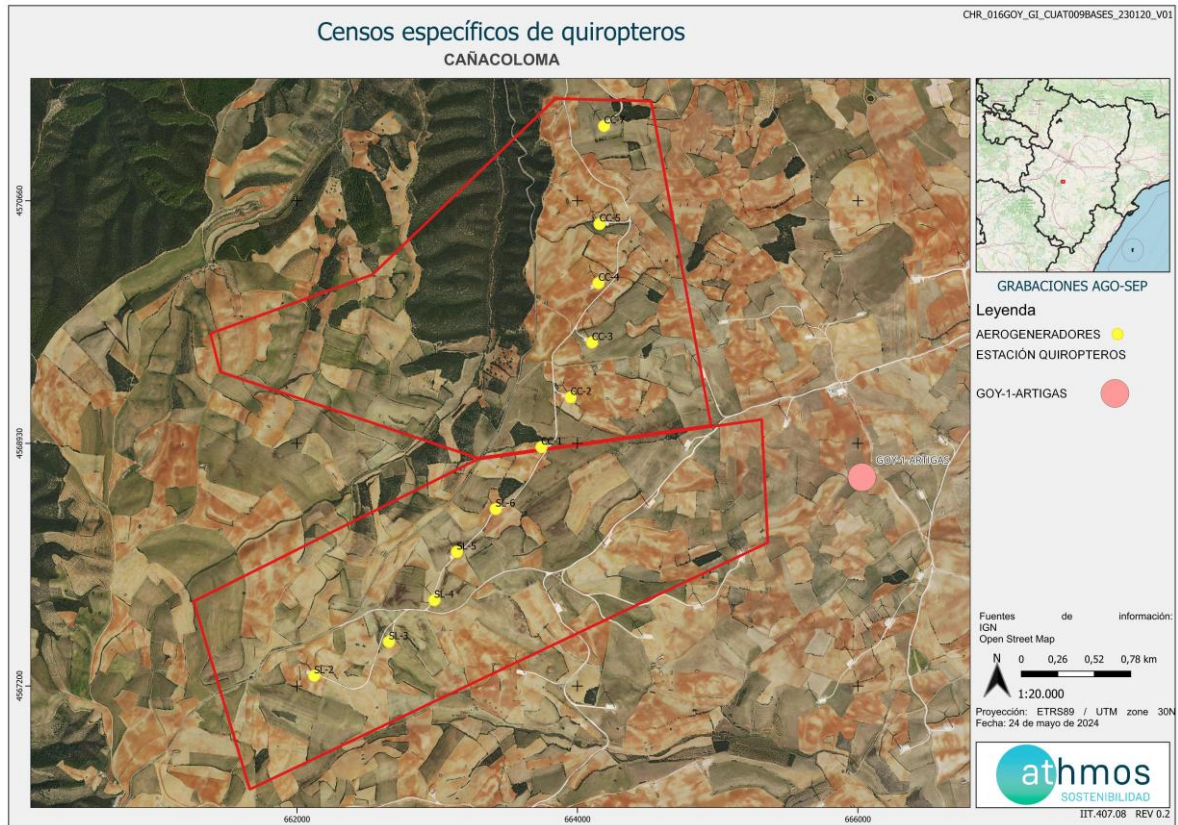 CHR_016GOY_GI_CUAT009BASES_230120_V01
Censos específicos de quiropteros
CAÑACOLOMA
CC-7
CC-5
CC-4
CC-3
CC-2
CC-1
SL-6
SL-5
SL-4
SL-3
SL-2
GOY-1-ARTIGAS
4570660
4568930
4567200
662000
664000
666000
GRABACIONES AGO-SEP
Leyenda
AEROGENERADORES
ESTACIÓN QUIROPTEROS
GOY-1-ARTIGAS
Fuentes de información:
IGN
Open Street Map
N
0 0,26 0,52 0,78 km
1:20.000
Proyección: ETRS89 / UTM zone 30N
Fecha: 24 de mayo de 2024
athmos
SOSTENIBILIDAD
IIT.407.08 REV 0.2